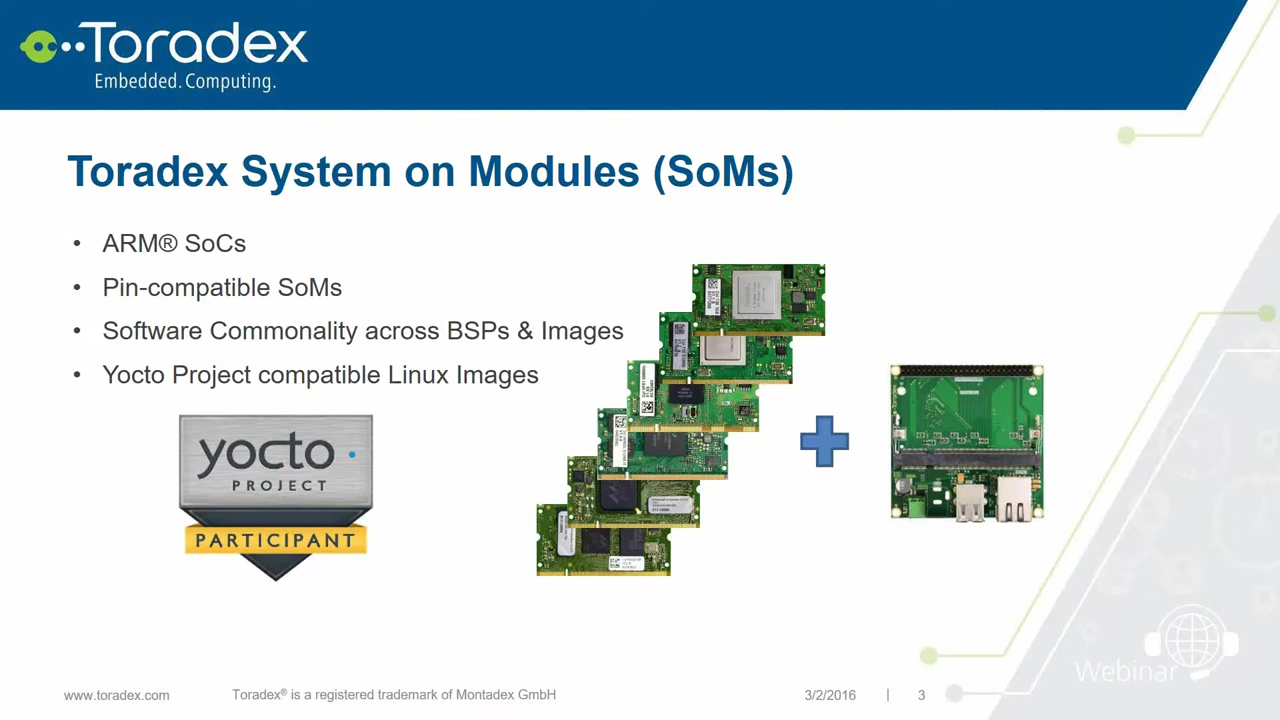 Toradex
Embedded.Computing.
Toradex System on Modules (SoMs)
• ARM® SoCs
• Pin-compatible SoMs
• Software Commonality across BSPs & Images
• Yocto Project compatible Linux Images
yocto
PROJECT
PARTICIPANT
Webinar
www.toradex.com
Toradex® is a registered trademark of Montadex GmbH
3/2/2016 | 3